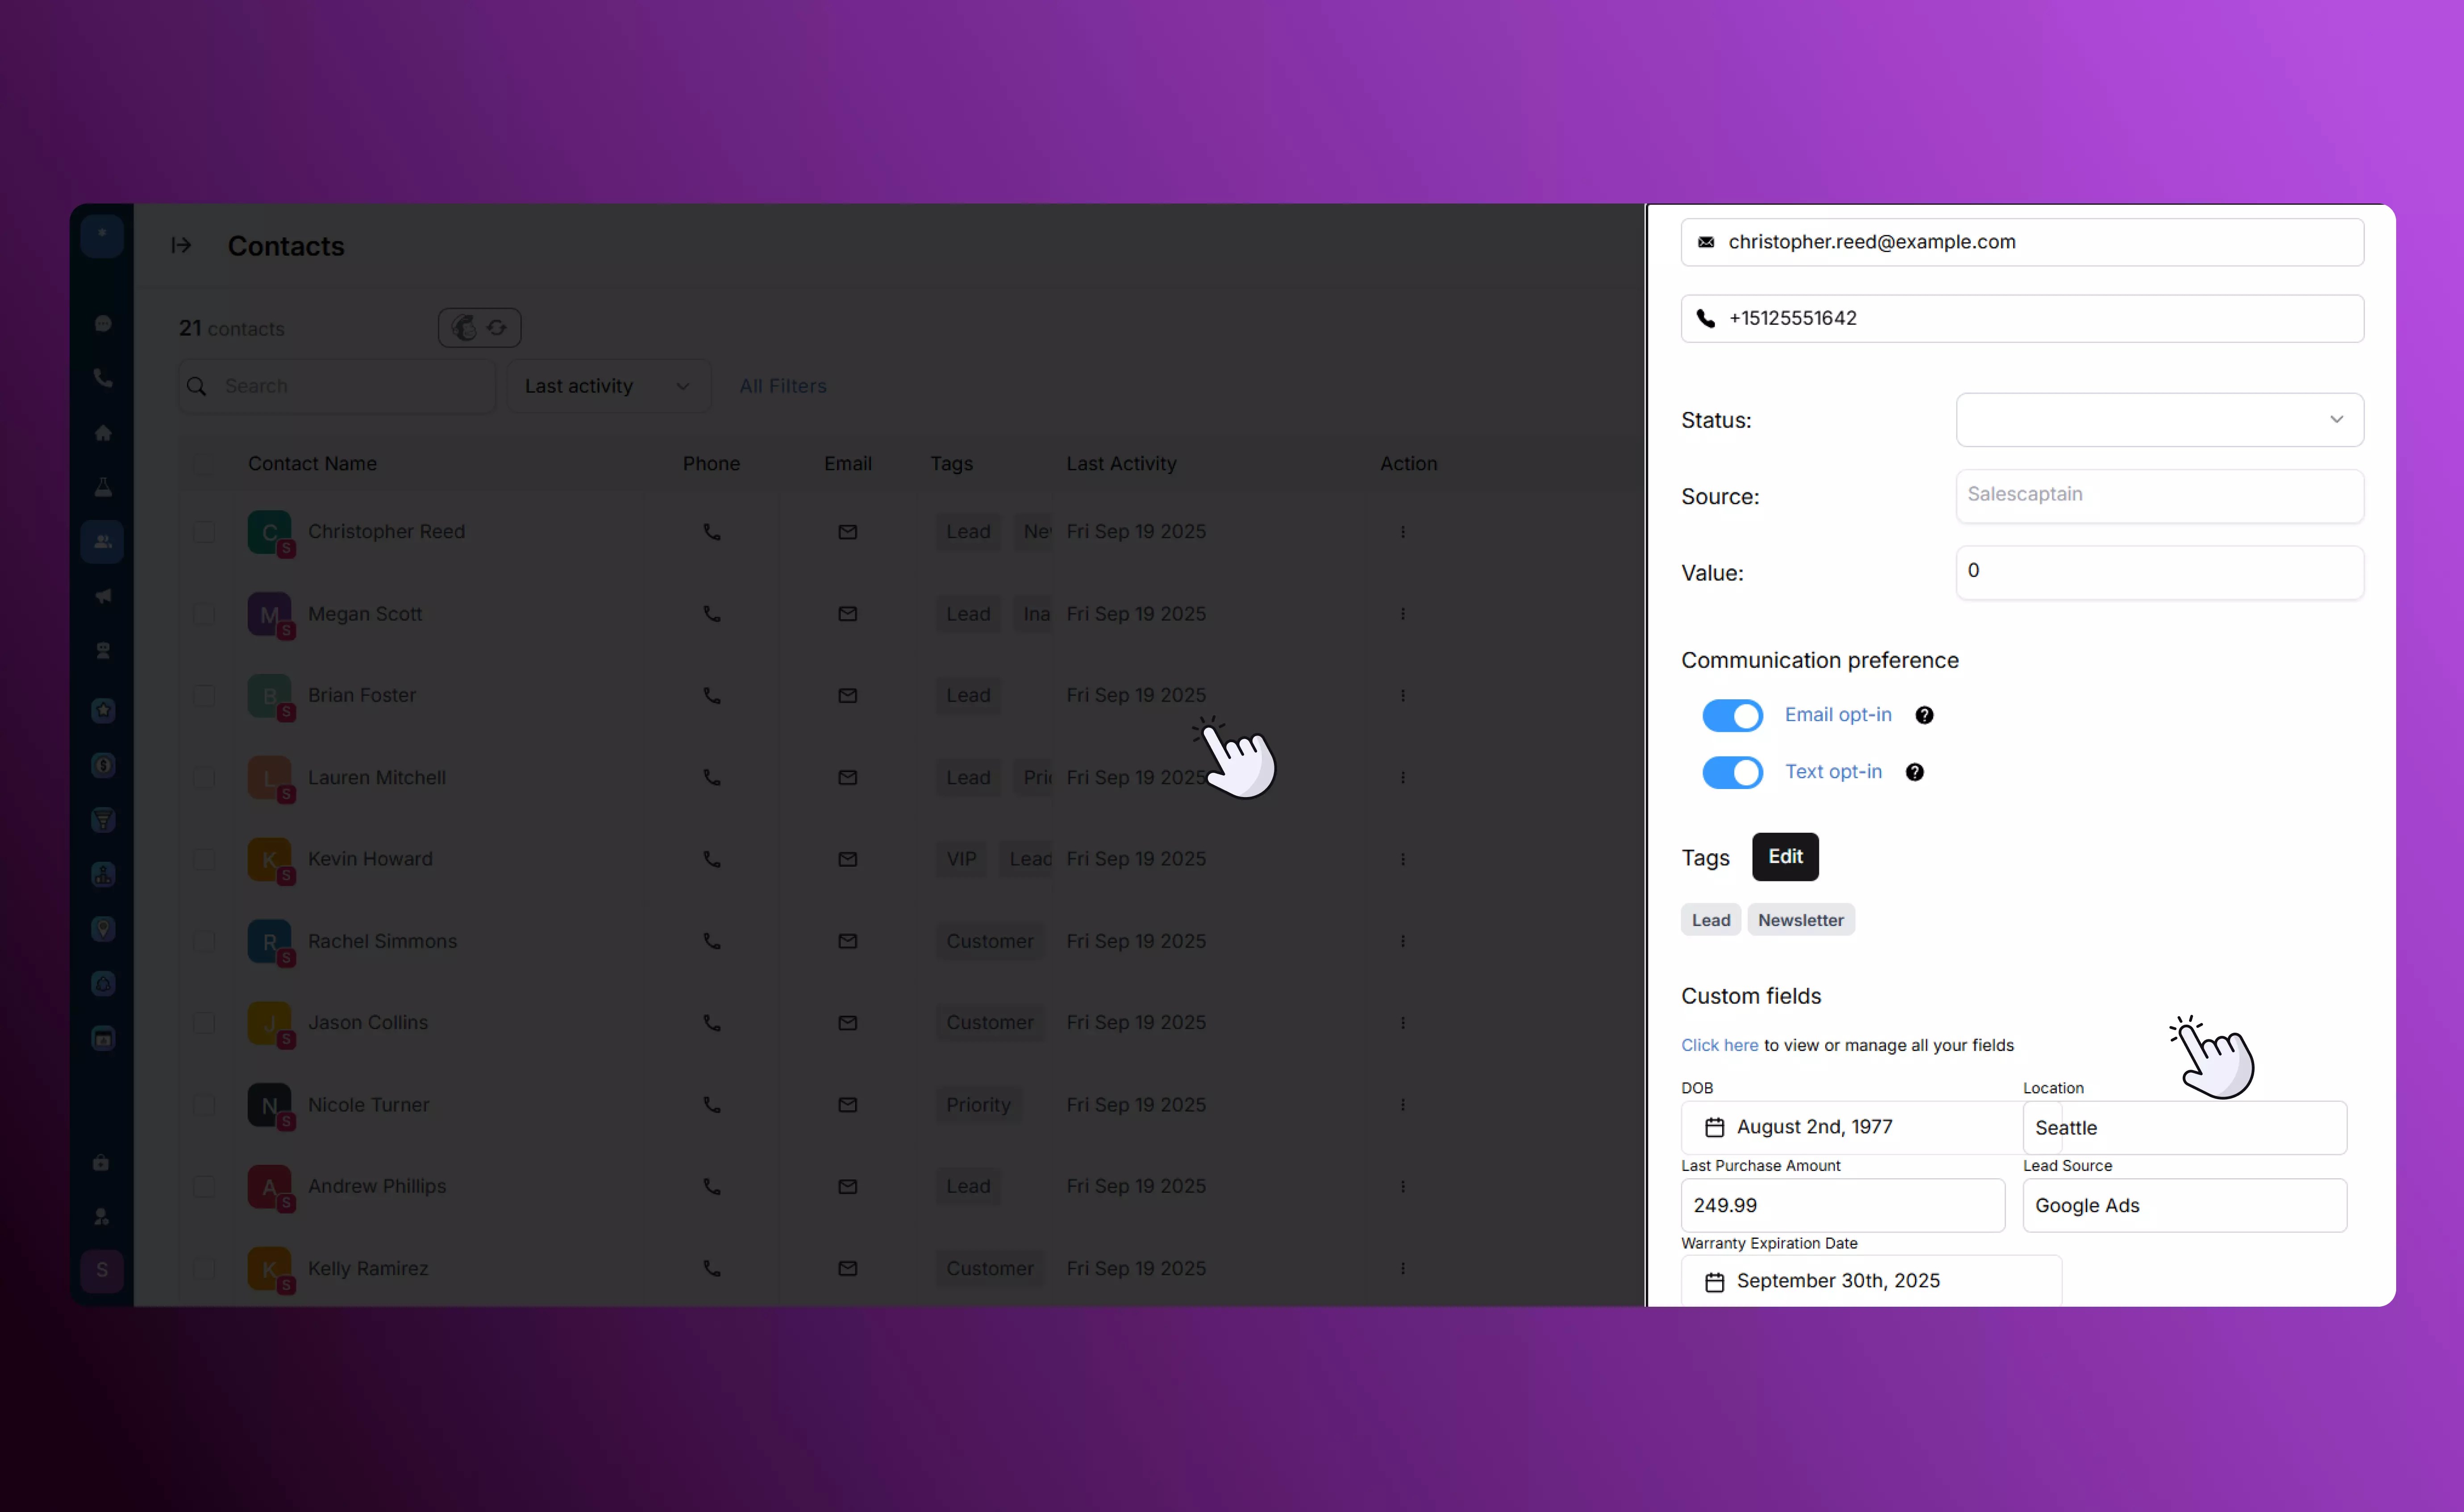 Contacts
21 contacts
Search
Last activity
All Filters
Contact Name Phone Email Tags Last Activity Action
C S Christopher Reed Lead Ne Fri Sep 19 2025
M S Megan Scott Lead Ina Fri Sep 19 2025
B S Brian Foster Lead Fri Sep 19 2025
L S Lauren Mitchell Lead Pri Fri Sep 19 2025
K S Kevin Howard VIP Lead Fri Sep 19 2025
R S Rachel Simmons Customer Fri Sep 19 2025
J S Jason Collins Customer Fri Sep 19 2025
N S Nicole Turner Priority Fri Sep 19 2025
A S Andrew Phillips Lead Fri Sep 19 2025
K S Kelly Ramirez Customer Fri Sep 19 2025
S
christopher.reed@example.com
+15125551642
Status:
Source: Salescaptain
Value: 0
Communication preference
Email opt-in ?
Text opt-in ?
Tags Edit
Lead Newsletter
Custom fields
Click here to view or manage all your fields
DOB Location
August 2nd, 1977 Seattle
Last Purchase Amount Lead Source
249.99 Google Ads
Warranty Expiration Date
September 30th, 2025